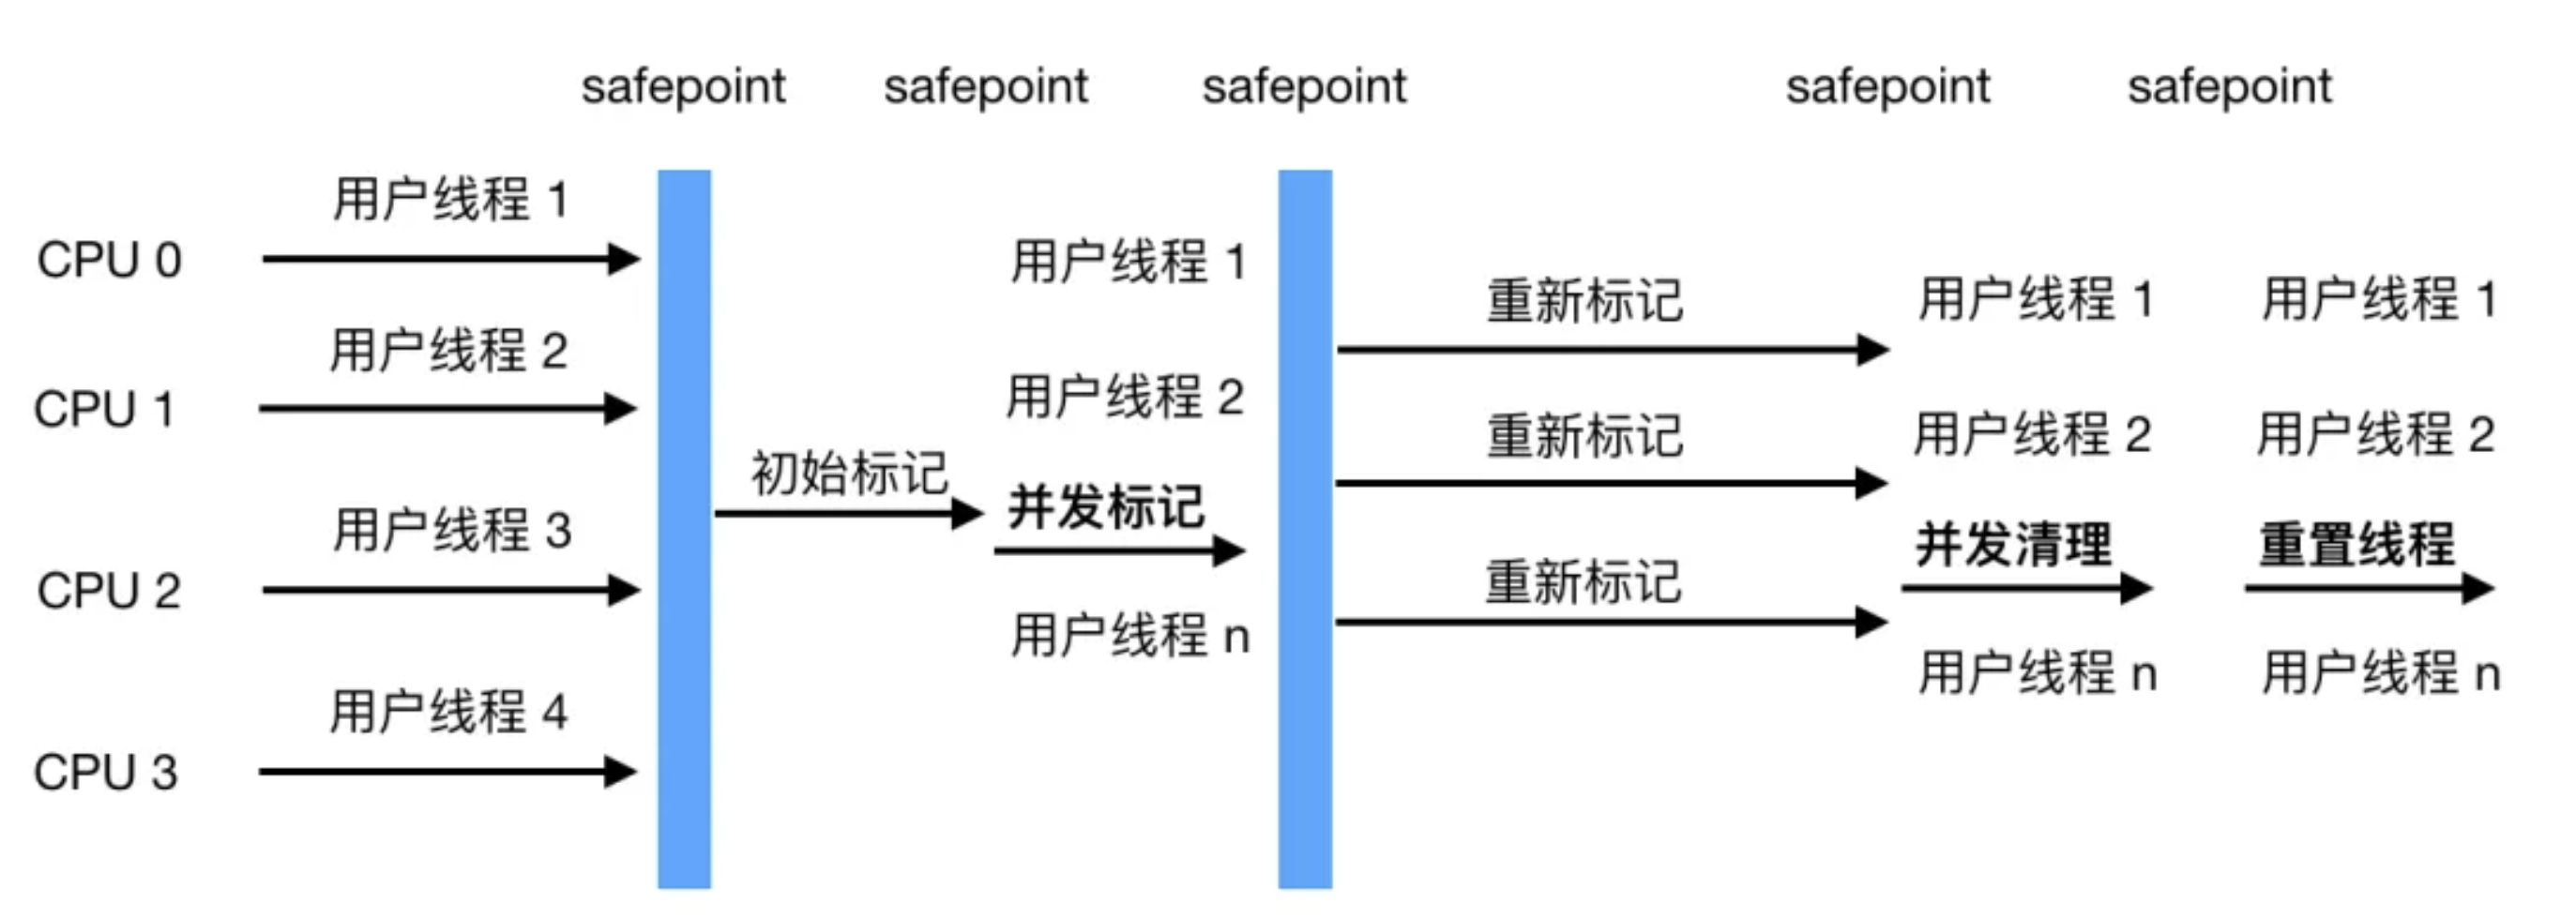 safepoint safepoint safepoint safepoint safepoint
用户线程 1
CPU 0
用户线程 2
CPU 1
用户线程 3
CPU 2
用户线程 4
CPU 3
初始标记
用户线程 1
用户线程 2
并发标记
用户线程 n
重新标记
重新标记
重新标记
用户线程 1
用户线程 2
并发清理
用户线程 n
用户线程 1
用户线程 2
重置线程
用户线程 n